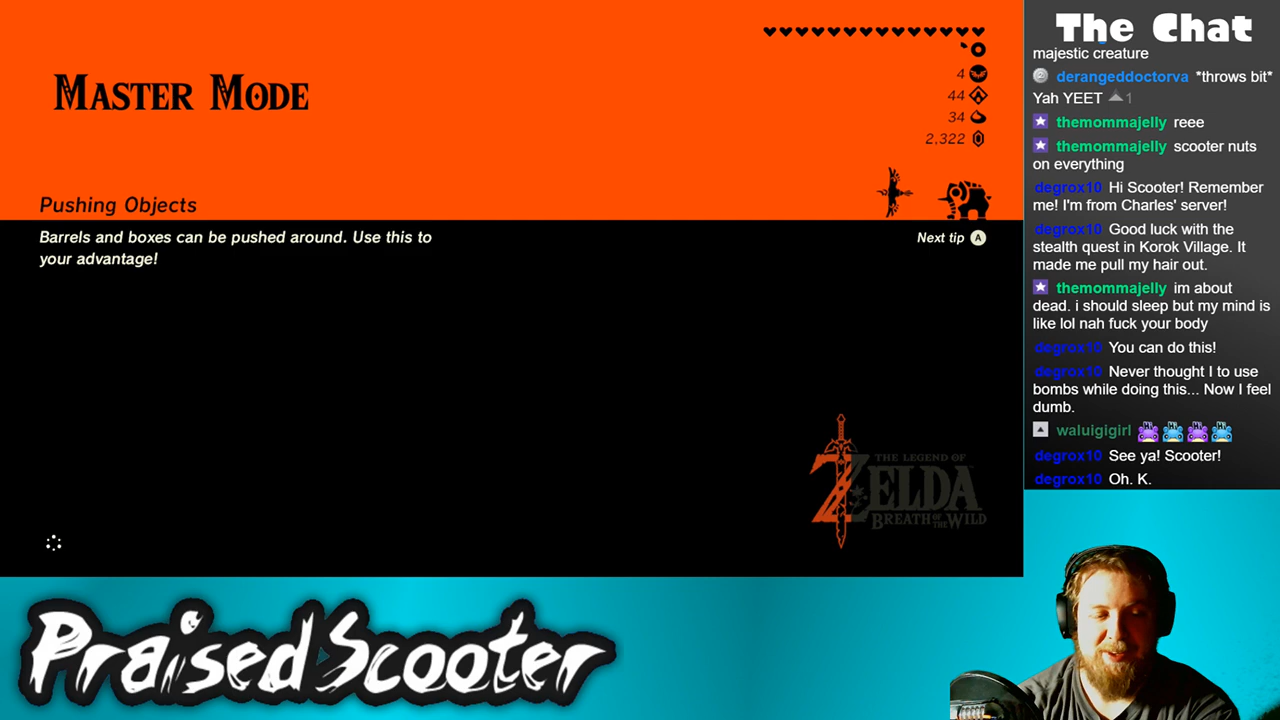 Master Mode
4
44
34
2,322
Pushing Objects
Barrels and boxes can be pushed around. Use this to
your advantage!
Next tip A
THE LEGEND OF
ZELDA
BREATH OF THE WILD
The Chat
majestic creature
derangeddoctorva *throws bit*
Yah YEET 1
themommajelly reee
themommajelly scooter nuts
on everything
degrox10 Hi Scooter! Remember
me! I'm from Charles' server!
degrox10 Good luck with the
stealth quest in Korok Village. It
made me pull my hair out.
themommajelly im about
dead. i should sleep but my mind is
like lol nah fuck your body
degrox10 You can do this!
degrox10 Never thought I to use
bombs while doing this... Now I feel
dumb.
waluigigirl
degrox10 See ya! Scooter!
degrox10 Oh. K.
PraisedScooter